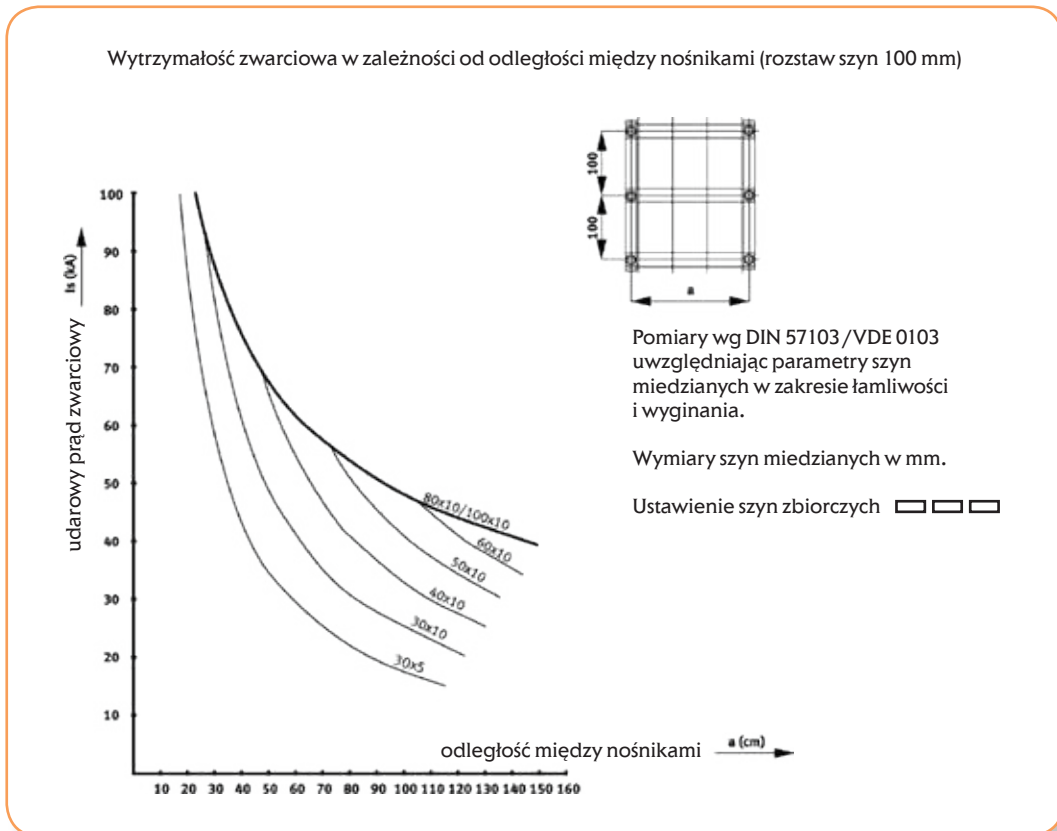 Wytrzymałość zwarciowa w zależności od odległości między nośnikami (rozstaw szyn 100 mm)
100
100
a
Pomiary wg DIN 57103/VDE 0103
uwzględniając parametry szyn
miedzianych w zakresie łamliwości
i wyginania.
Wymiary szyn miedzianych w mm.
Ustawienie szyn zbiorczych
udarowy prąd zwarciowy Is (kA)
100
90
80
70
60
50
40
30
20
10
80x10/100x10
60x10
50x10
40x10
30x10
30x5
odległość między nośnikami a (cm)
10 20 30 40 50 60 70 80 90 100 110 120 130 140 150 160